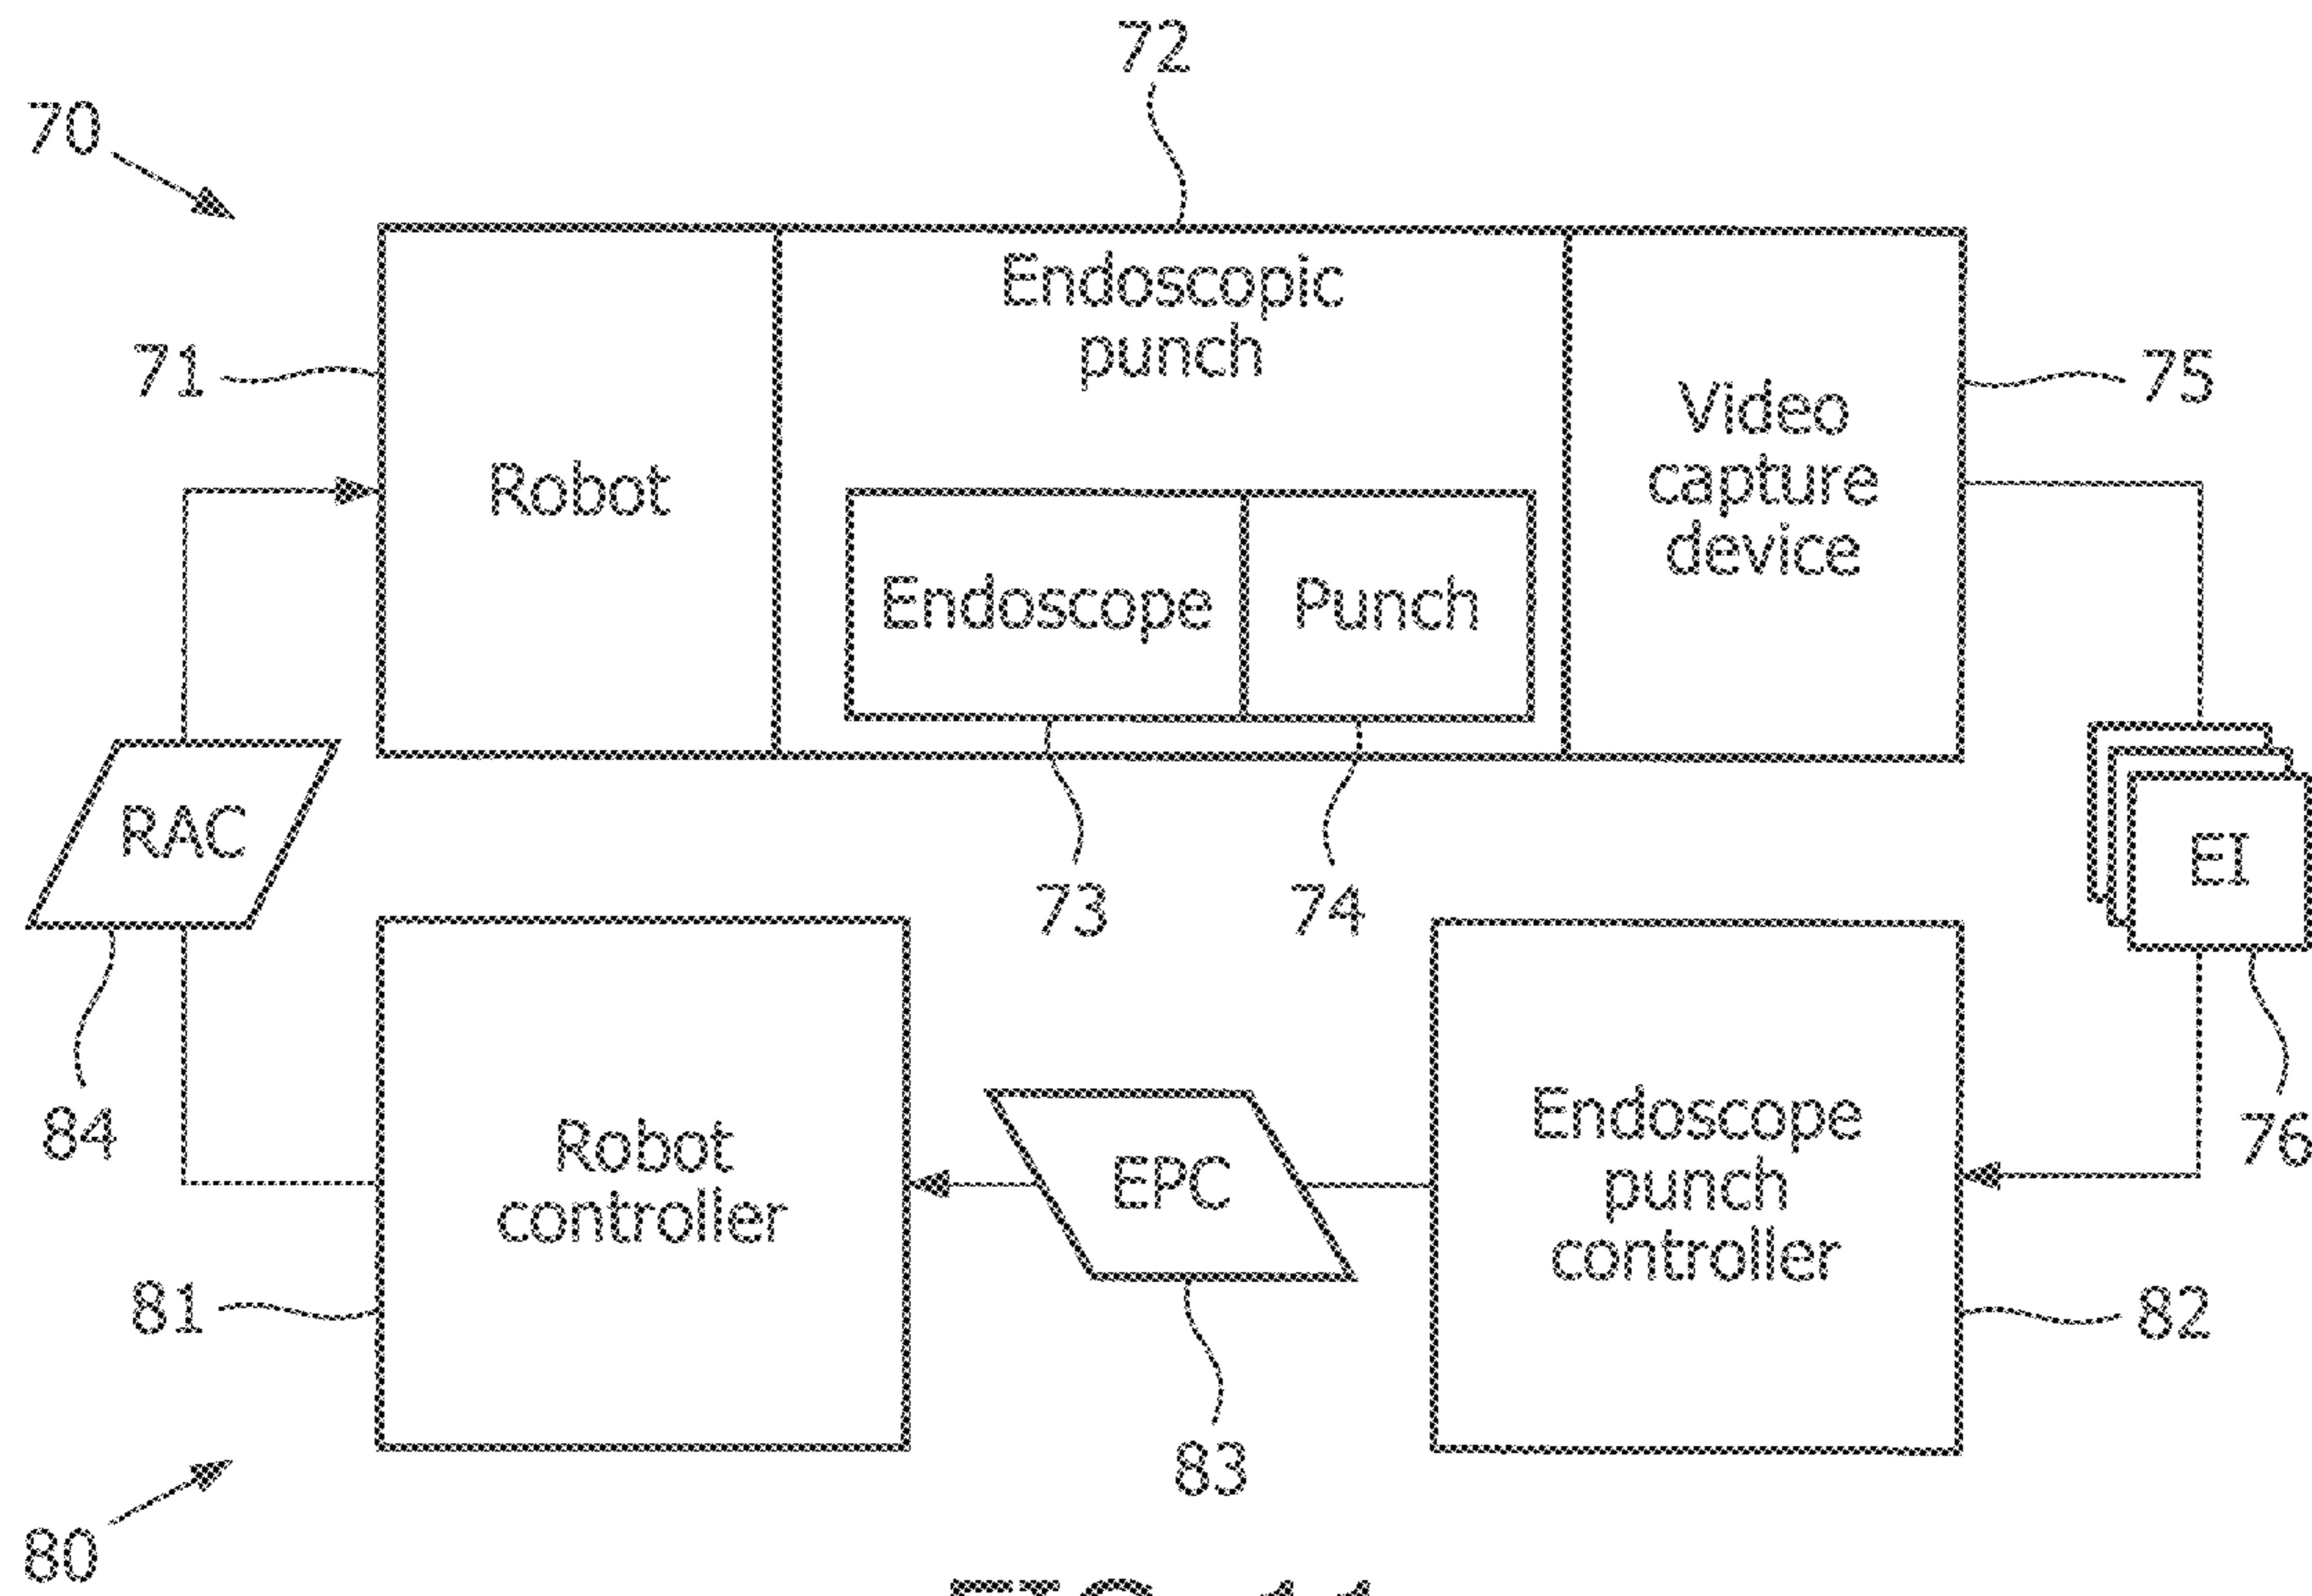 72
70
Endoscopic
punch
71
75
Video
capture
device
Robot
Endoscope
Punch
RAC
EI
73
74
84
76
Robot
controller
EPC
Endoscope
punch
controller
81
82
83
80